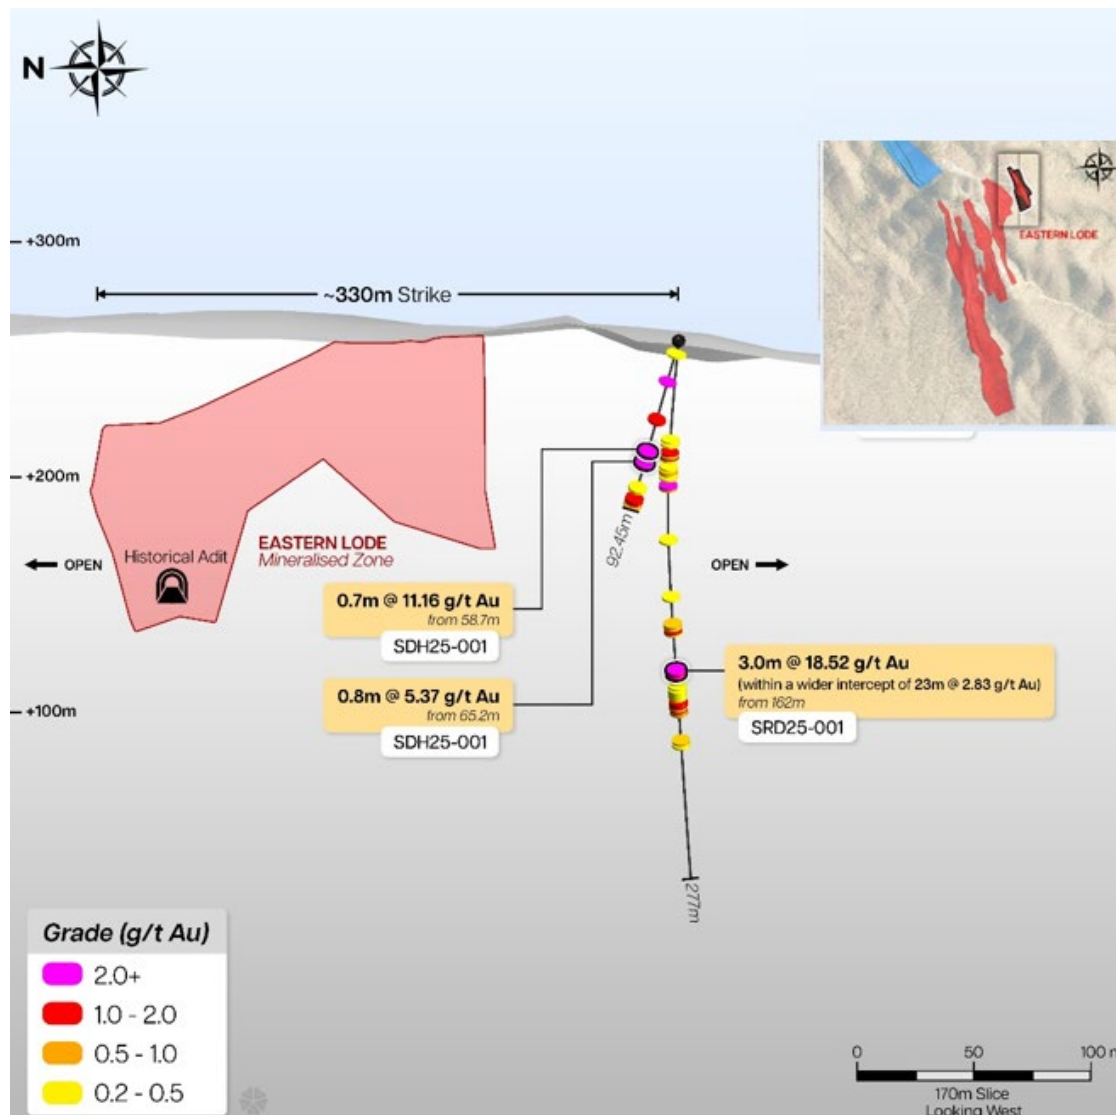 N
EASTERN LODE
+300m
~330m Strike
+200m
92.45m
Historical Adit
EASTERN LODE
Mineralised Zone
OPEN
OPEN
0.7m @ 11.16 g/t Au
from 58.7m
SDH25-001
3.0m @ 18.52 g/t Au
(within a wider intercept of 23m @ 2.83 g/t Au)
from 162m
SRD25-001
0.8m @ 5.37 g/t Au
from 65.2m
SDH25-001
+100m
277m
Grade (g/t Au)
2.0+
1.0 - 2.0
0.5 - 1.0
0.2 - 0.5
0 50 100 m
170m Slice
Looking West